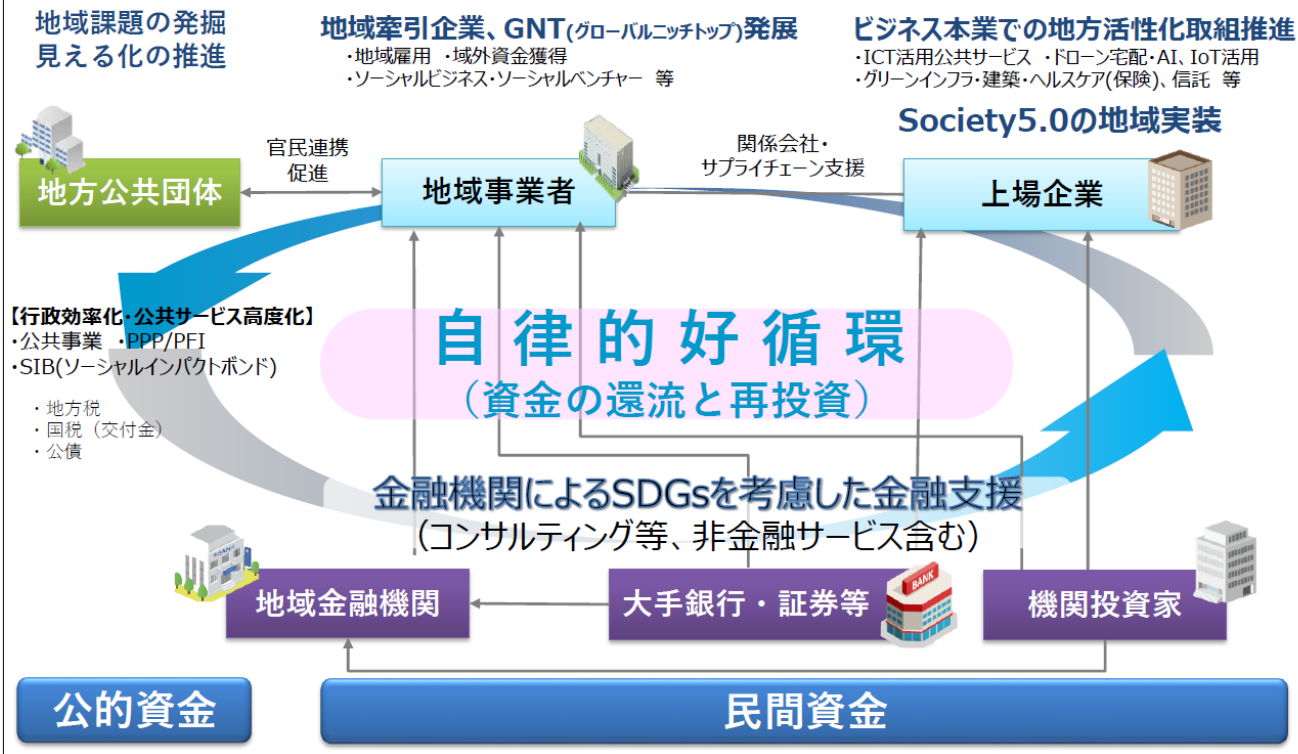 地域課題の発掘
見える化の推進
地域牽引企業、GNT(グローバルニッチトップ)発展
・地域雇用 ・域外資金獲得
・ソーシャルビジネス・ソーシャルベンチャー 等
ビジネス本業での地方活性化取組推進
・ICT活用公共サービス ・ドローン宅配・AI、IoT活用
・グリーンインフラ・建築・ヘルスケア(保険)、信託 等
Society5.0の地域実装
地方公共団体
官民連携
促進
地域事業者
関係会社・
サプライチェーン支援
上場企業
【行政効率化・公共サービス高度化】
・公共事業 ・PPP/PFI
・SIB(ソーシャルインパクトボンド)
・地方税
・国税（交付金）
・公債
自律的好循環
（資金の還流と再投資）
金融機関によるSDGsを考慮した金融支援
（コンサルティング等、非金融サービス含む）
BANK
地域金融機関
大手銀行・証券等
BANK
機関投資家
公的資金
民間資金